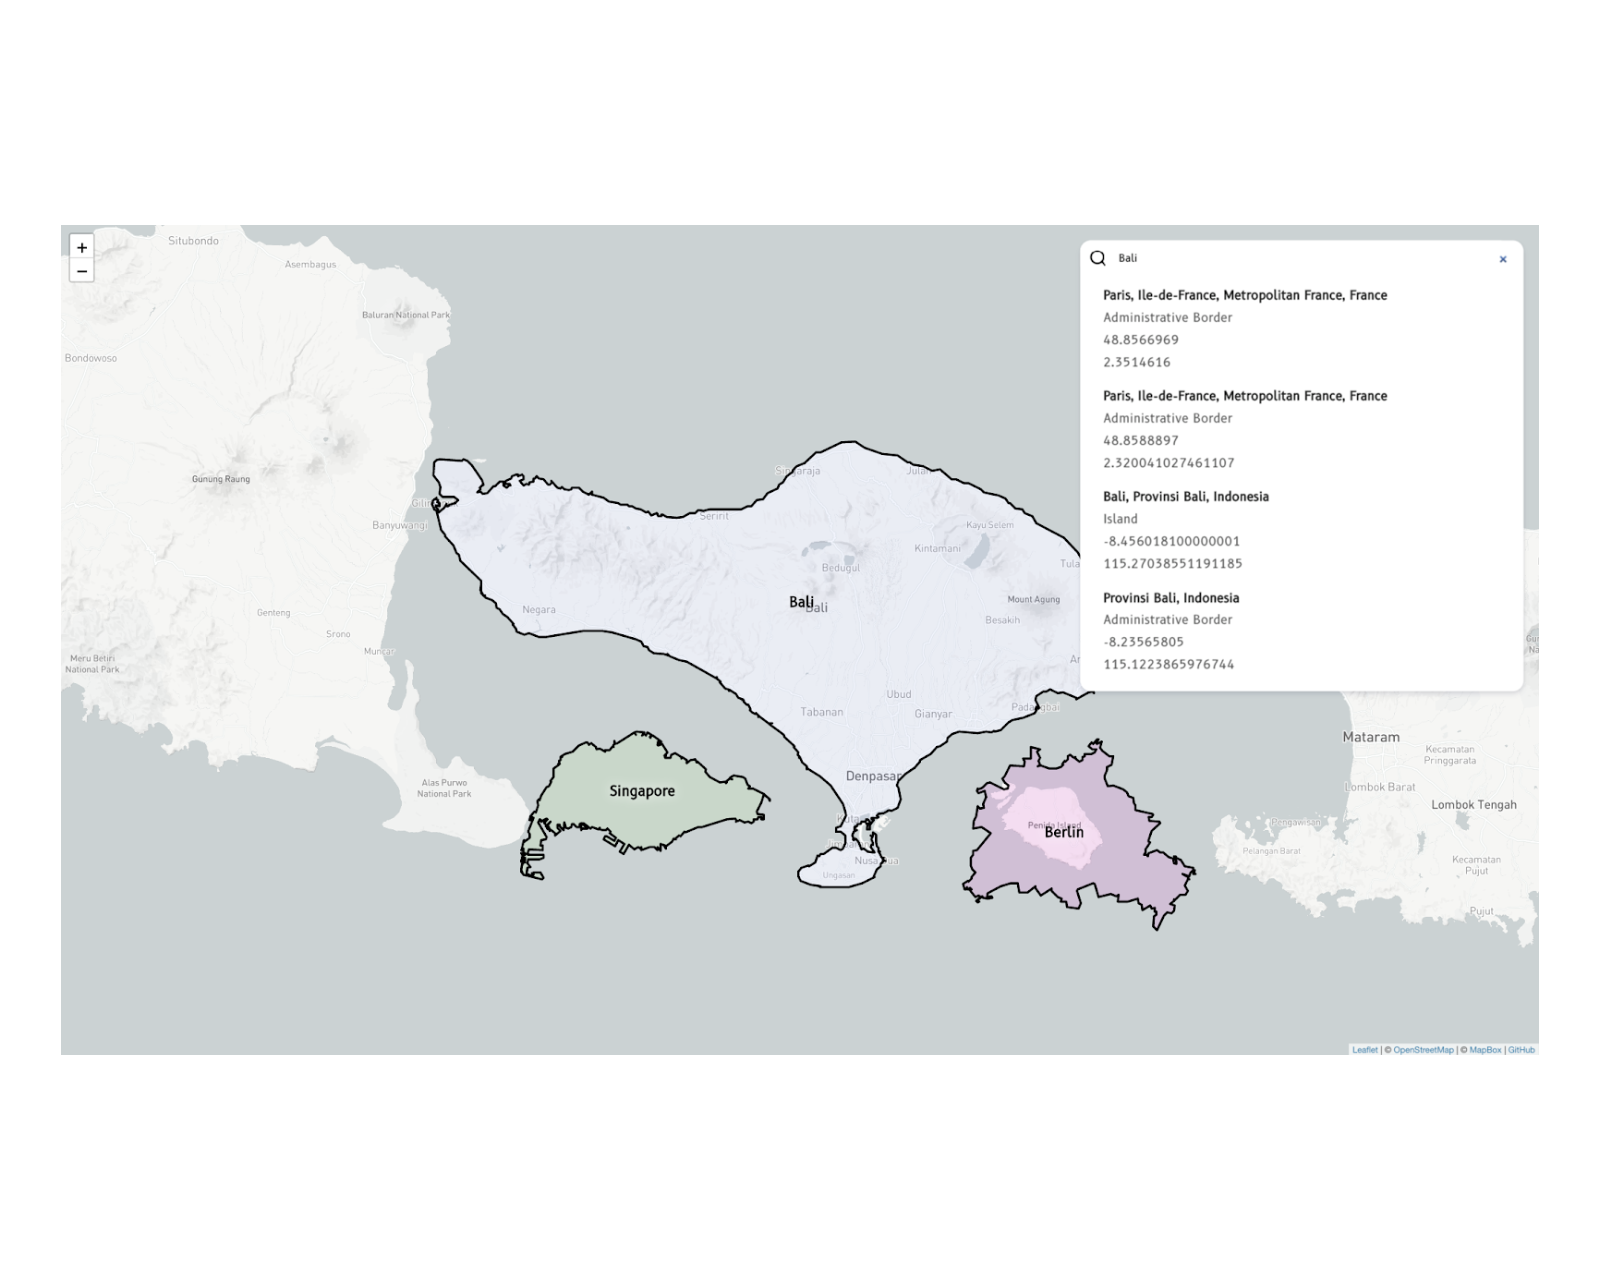 +
−
Situbondo
Asembagus
Baluran National Park
Bondowoso
Gunung Raung
Banyuwangi
Genteng
Srono
Muncar
Meru Betiri
National Park
Alas Purwo
National Park
Seririt
Kayu Selem
Kintamani
Bedugul
Bali
Bali
Negara
Mount Agung
Besakih
Ubud
Tabanan
Gianyar
Denpasar
Ungasan
Singapore
Penida Island
Berlin
Bali
×
Paris, Ile-de-France, Metropolitan France, France
Administrative Border
48.8566969
2.3514616
Paris, Ile-de-France, Metropolitan France, France
Administrative Border
48.8588897
2.320041027461107
Bali, Provinsi Bali, Indonesia
Island
-8.456018100000001
115.27038551191185
Provinsi Bali, Indonesia
Administrative Border
-8.23565805
115.1223865976744
Mataram
Kecamatan
Pringgarata
Lombok Barat
Lombok Tengah
Pengawisan
Pelangan Barat
Kecamatan
Pujut
Pujut
Leaflet | © OpenStreetMap | © MapBox | GitHub